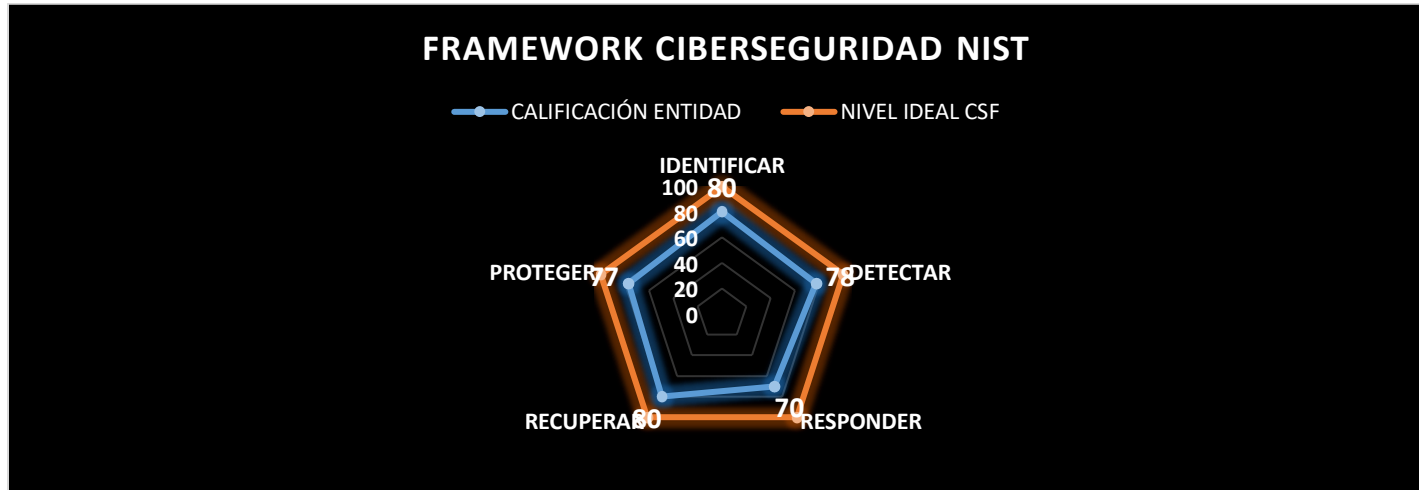 FRAMEWORK CIBERSEGURIDAD NIST
CALIFICACIÓN ENTIDAD NIVEL IDEAL CSF
IDENTIFICAR
100 80
80
60
PROTEGER 77 40 78 DETECTAR
20
0
RECUPERAR 80 70 RESPONDER